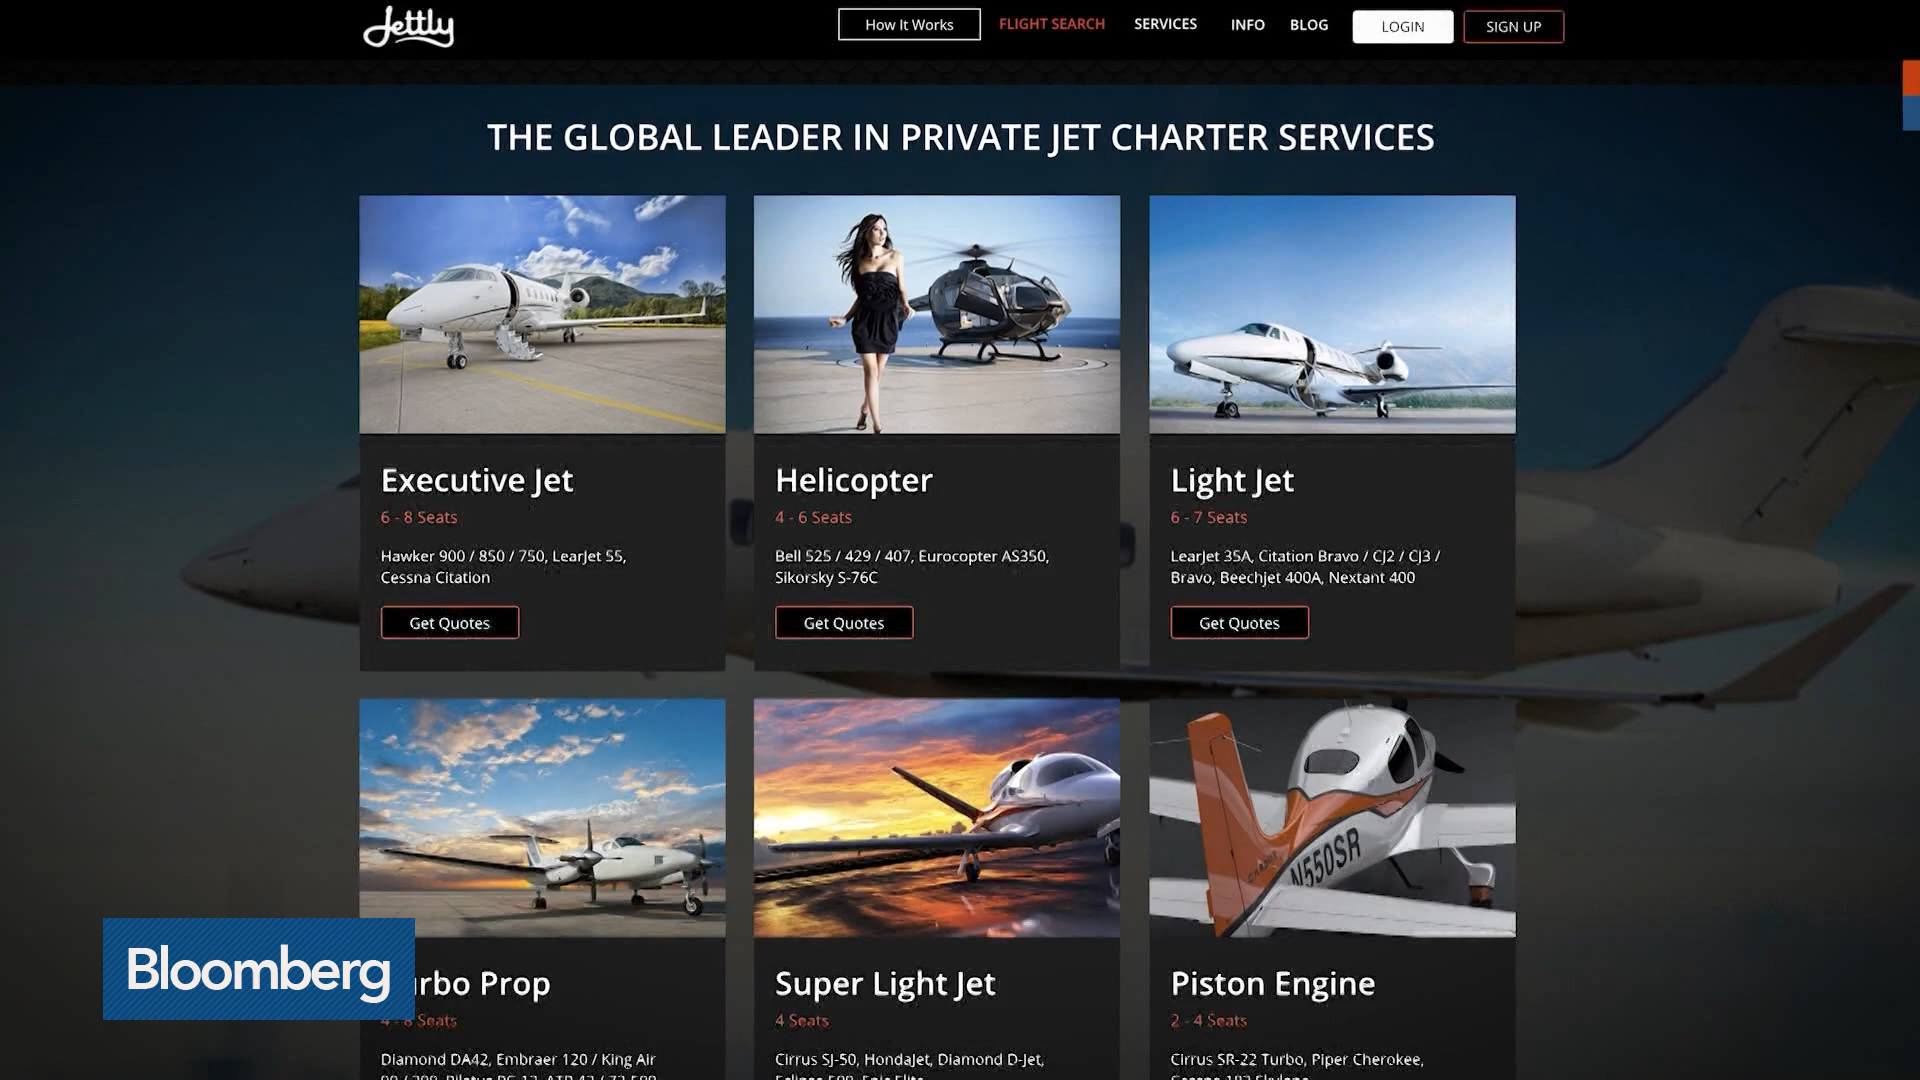 Jettly
How It Works
FLIGHT SEARCH
SERVICES
INFO
BLOG
LOGIN
SIGN UP
THE GLOBAL LEADER IN PRIVATE JET CHARTER SERVICES
Executive Jet
6 - 8 Seats
Hawker 900 / 850 / 750, LearJet 55,
Cessna Citation
Get Quotes
Helicopter
4 - 6 Seats
Bell 525 / 429 / 407, Eurocopter AS350,
Sikorsky S-76C
Get Quotes
Light Jet
6 - 7 Seats
LearJet 35A, Citation Bravo / CJ2 / CJ3 /
Bravo, Beechjet 400A, Nextant 400
Get Quotes
N550SR
Bloomberg
Prop
4 - 8 Seats
Diamond DA42, Embraer 120 / King Air
Super Light Jet
4 Seats
Cirrus SJ-50, HondaJet, Diamond D-Jet,
Piston Engine
2 - 4 Seats
Cirrus SR-22 Turbo, Piper Cherokee,